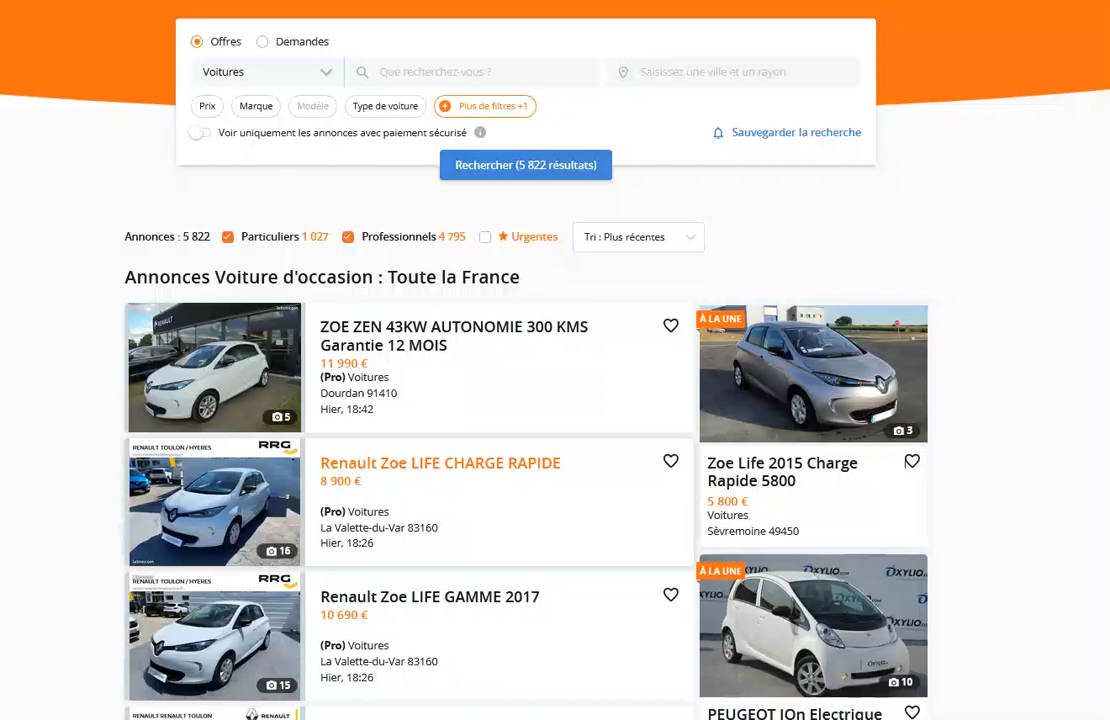 Offres Demandes
Voitures Que recherchez-vous ? Saisissez une ville et un rayon
Prix Marque Modèle Type de voiture Plus de filtres +1
Voir uniquement les annonces avec paiement sécurisé i Sauvegarder la recherche
Rechercher (5 822 résultats)
Annonces : 5 822 Particuliers 1 027 Professionnels 4 795 Urgentes Tri : Plus récentes
Annonces Voiture d'occasion : Toute la France
RENAULT
leboncoin
5
ZOE ZEN 43KW AUTONOMIE 300 KMS
Garantie 12 MOIS
11 990 €
(Pro) Voitures
Dourdan 91410
Hier, 18:42
RENAULT TOULON / HYERES RRG
16
Renault Zoe LIFE CHARGE RAPIDE
8 900 €
(Pro) Voitures
La Valette-du-Var 83160
Hier, 18:26
RENAULT TOULON / HYERES RRG
15
Renault Zoe LIFE GAMME 2017
10 690 €
(Pro) Voitures
La Valette-du-Var 83160
Hier, 18:26
RENAULT RENAULT TOULON RENAULT
À LA UNE
3
Zoe Life 2015 Charge
Rapide 5800
5 800 €
Voitures
Sèvremoine 49450
À LA UNE
OXYLIO
OXYLIO
10
PEUGEOT IOn Electrique